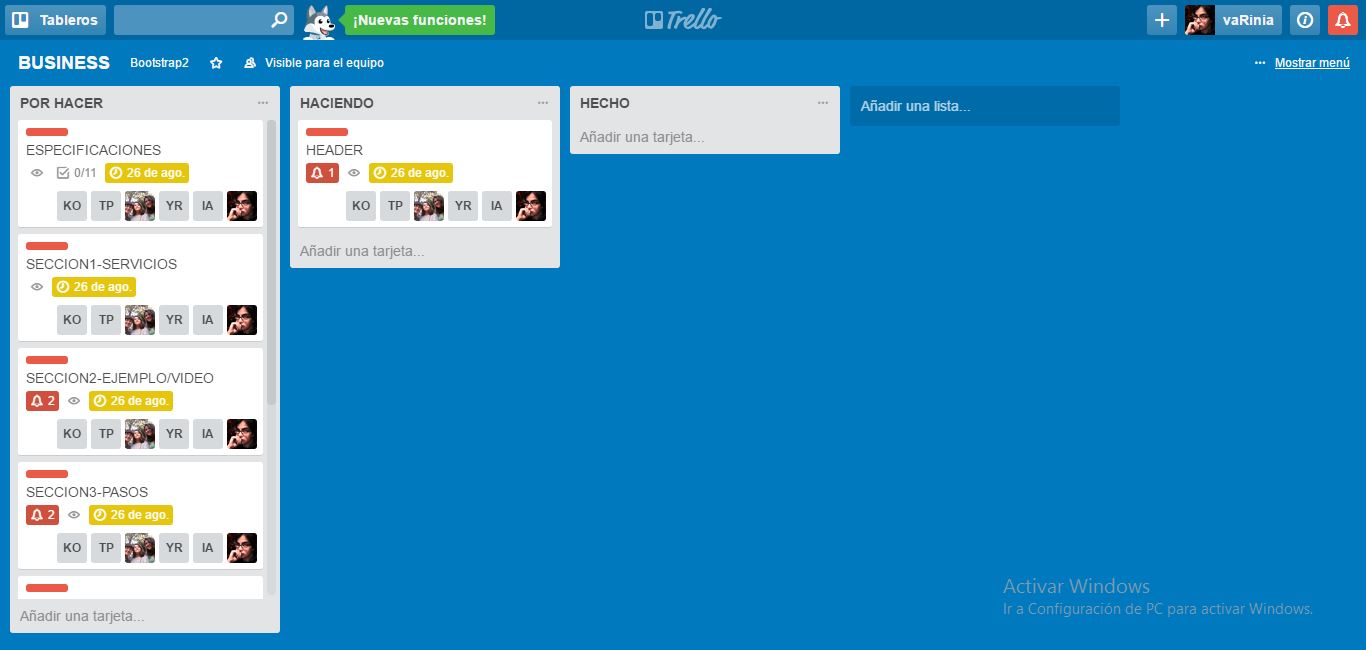 Tableros
¡Nuevas funciones!
Trello
vaRinia
BUSINESS
Bootstrap2
Visible para el equipo
... Mostrar menú
POR HACER ...
ESPECIFICACIONES
0/11 26 de ago.
KO TP YR IA
SECCION1-SERVICIOS
26 de ago.
KO TP YR IA
SECCION2-EJEMPLO/VIDEO
2 26 de ago.
KO TP YR IA
SECCION3-PASOS
2 26 de ago.
KO TP YR IA
Añadir una tarjeta...
HACIENDO ...
HEADER
1 26 de ago.
KO TP YR IA
Añadir una tarjeta...
HECHO ...
Añadir una tarjeta...
Añadir una lista...
Activar Windows
Ir a Configuración de PC para activar Windows.